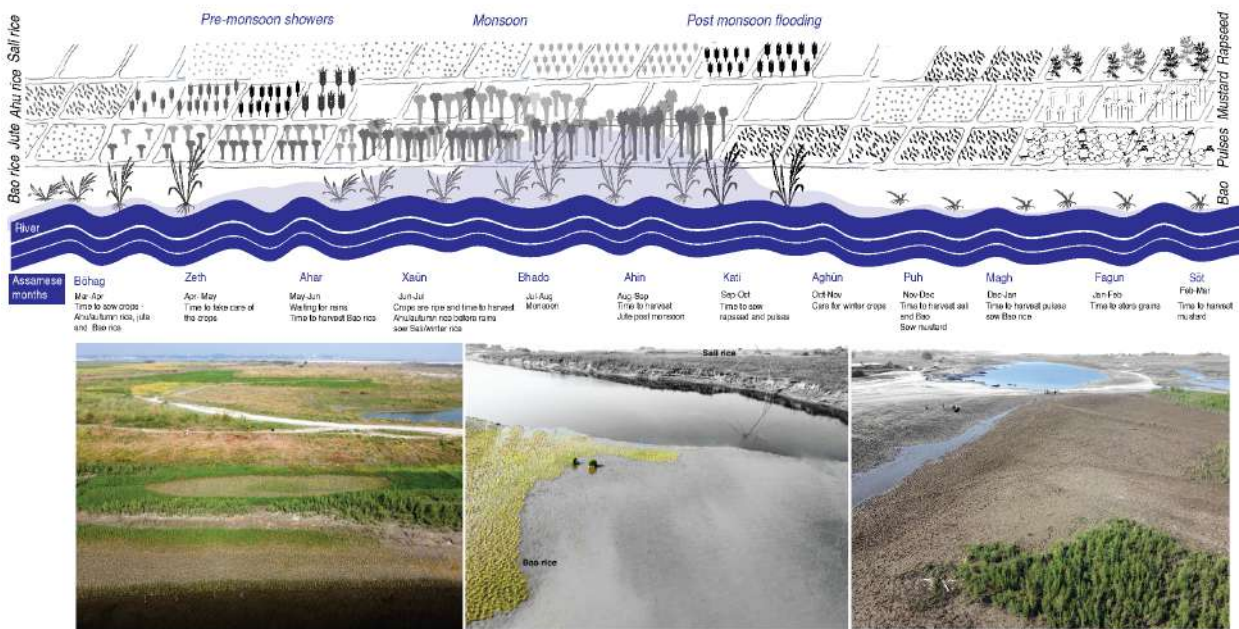 Pre-monsoon showers
Monsoon
Post monsoon flooding
Sali rice
Ahu rice
Jute
Bao rice
Rapseed
Mustard
Pulses
Bao
River
Assamese
months
Böhag
Mar-Apr
Time to sow crops -
Ahu/autumn rice, jute
and Bao rice
Zeth
Apr-May
Time to take care of
the crops
Ahar
May-Jun
Waiting for rains
Time to harvest Bao rice
Xaün
Jun-Jul
Crops are ripe and time to harvest
Ahu/autumn rice before rains
sow Sali/winter rice
Bhado
Jul-Aug
Monsoon
Ahin
Aug-Sep
Time to harvest
Jute post monsoon
Kati
Sep-Oct
Time to sow
rapseed and pulses
Aghün
Oct-Nov
Care for winter crops
Puh
Nov-Dec
Time to harvest sali
and Bao
Sow mustard
Magh
Dec-Jan
Time to harvest pulses
sow Bao rice
Fagun
Jan-Feb
Time to store grains
Söt
Feb-Mar
Time to harvest
mustard
Sali rice
Bao rice